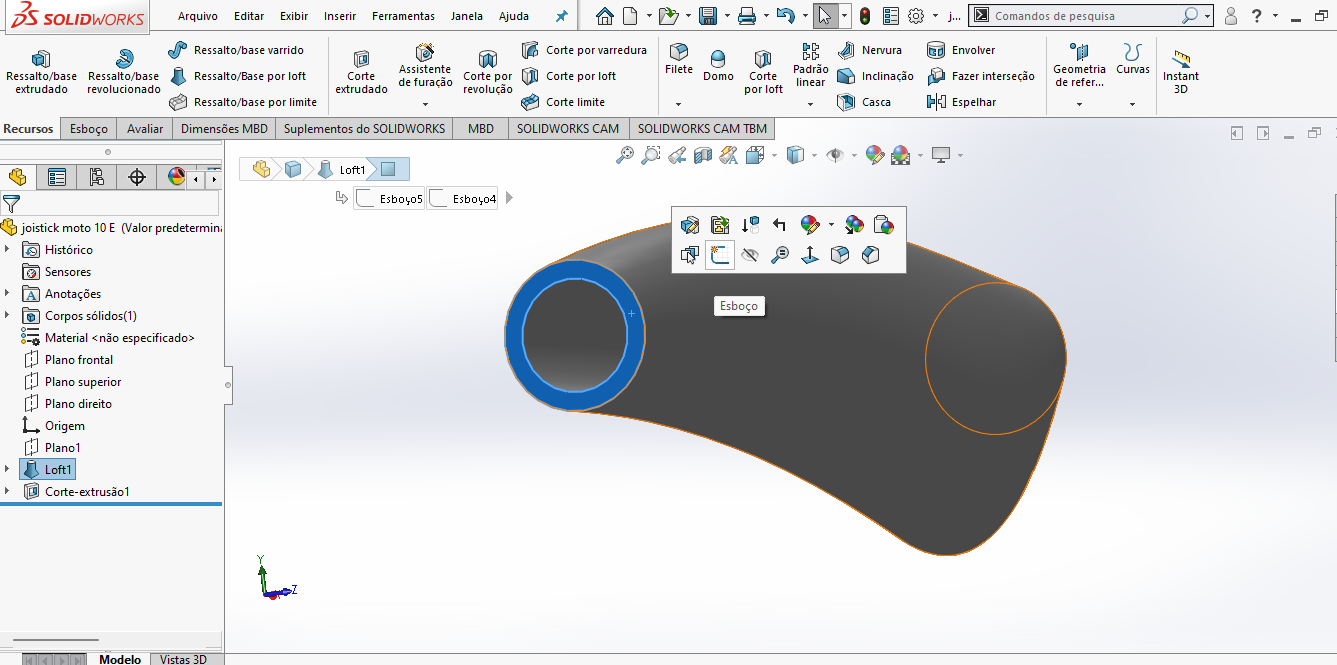 SOLIDWORKS
Arquivo Editar Exibir Inserir Ferramentas Janela Ajuda
j...
Comandos de pesquisa
?
Ressalto/base extrudado
Ressalto/base revolucionado
Ressalto/base varrido
Ressalto/Base por loft
Ressalto/base por limite
Corte extrudado
Assistente de furação
Corte por revolução
Corte por varredura
Corte por loft
Corte limite
Filete
Domo
Corte por loft
Padrão linear
Nervura
Inclinação
Casca
Envolver
Fazer interseção
Espelhar
Geometria de refer...
Curvas
Instant 3D
Recursos Esboço Avaliar Dimensões MBD Suplementos do SOLIDWORKS MBD SOLIDWORKS CAM SOLIDWORKS CAM TBM
Loft1
Esboço5 Esboço4
joistick moto 10 E (Valor predetermina
Histórico
Sensores
Anotações
Corpos sólidos(1)
Material <não especificado>
Plano frontal
Plano superior
Plano direito
Origem
Plano1
Loft1
Corte-extrusão1
Esboço
Y
Z
Modelo Vistas 3D